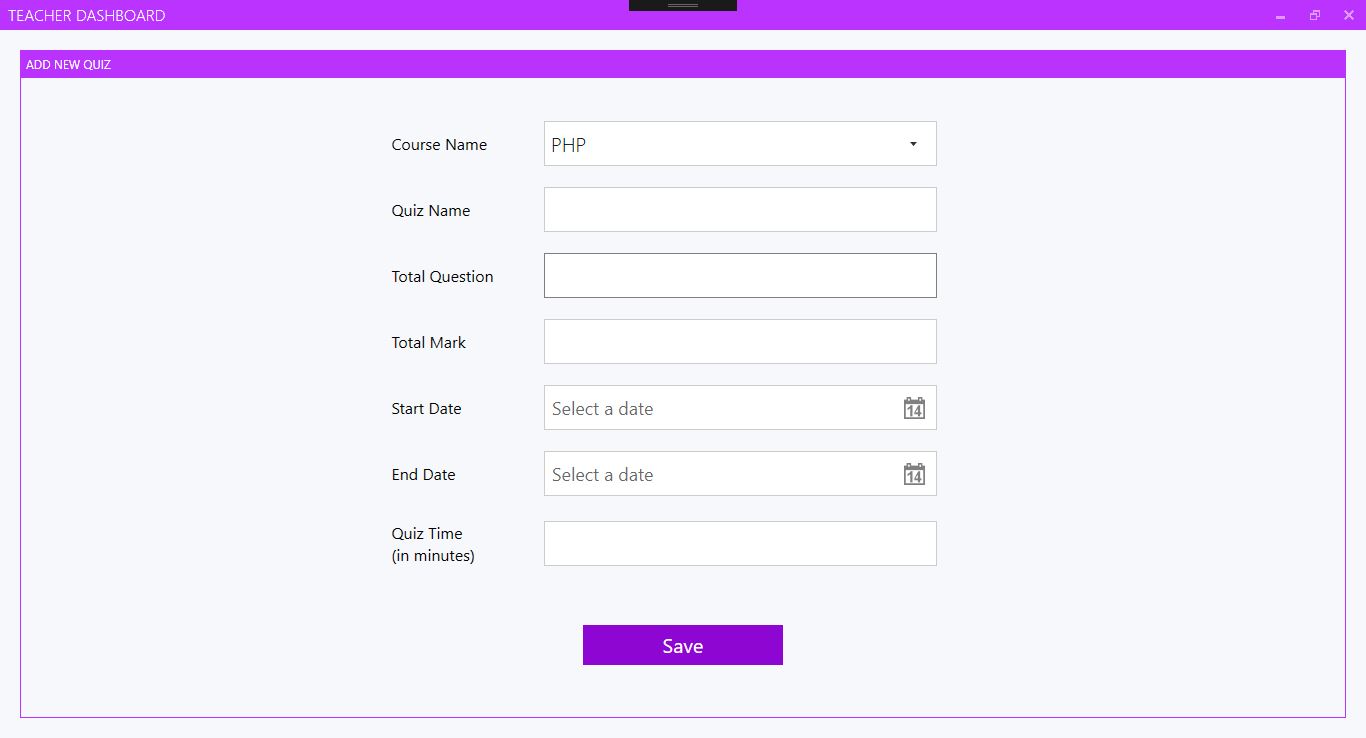 TEACHER DASHBOARD
ADD NEW QUIZ
Course Name
PHP
Quiz Name
Total Question
Total Mark
Start Date
Select a date
14
End Date
Select a date
14
Quiz Time
(in minutes)
Save